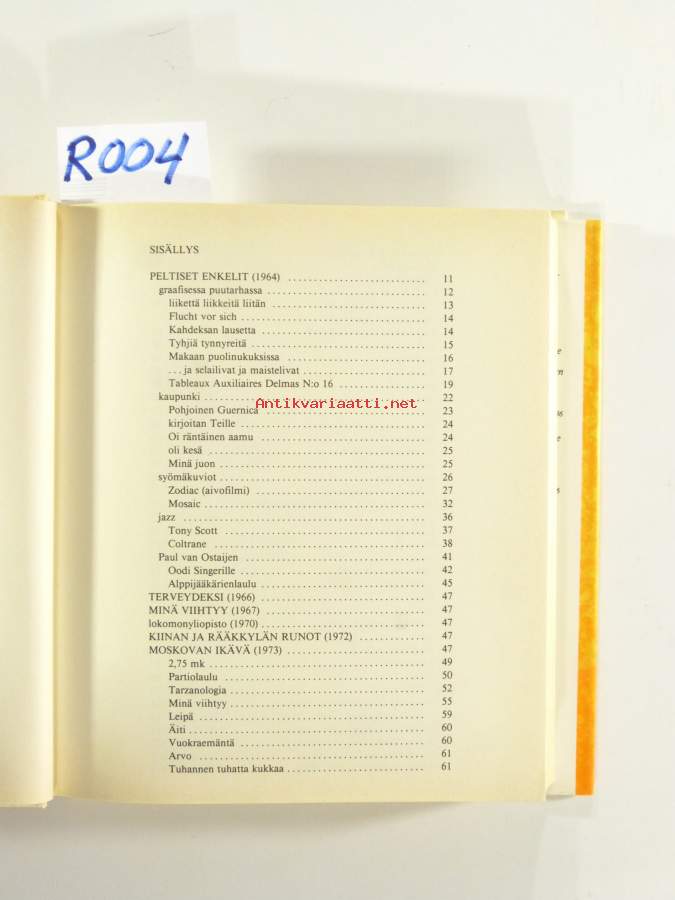 R004
SISÄLLYS
PELTISET ENKELIT (1964) .......... 11
graafisessa puutarhassa .......... 12
liikettä liikkeitä liitän .......... 13
Flucht vor sich .......... 14
Kahdeksan lausetta .......... 14
Tyhjiä tynnyreitä .......... 15
Makaan puolinukuksissa .......... 16
...ja selailivat ja maistelivat .......... 17
Tableaux Auxiliaires Delmas N:o 16 .......... 19
kaupunki .......... 22
Antikvariaatti.net
Pohjoinen Guernica .......... 23
kirjoitan Teille .......... 24
Oi räntäinen aamu .......... 24
oli kesä .......... 25
Minä juon .......... 25
syömäkuviot .......... 26
Zodiac (aivofilmi) .......... 27
Mosaic .......... 32
jazz .......... 36
Tony Scott .......... 37
Coltrane .......... 38
Paul van Ostaijen .......... 41
Oodi Singerille .......... 42
Alppijääkärienlaulu .......... 45
TERVEYDEKSI (1966) .......... 47
MINÄ VIIHTYY (1967) .......... 47
lokomonyliopisto (1970) .......... 47
KIINAN JA RÄÄKKYLÄN RUNOT (1972) .......... 47
MOSKOVAN IKÄVÄ (1973) .......... 47
2,75 mk .......... 49
Partiolaulu .......... 50
Tarzanologia .......... 52
Minä viihtyy .......... 55
Leipä .......... 59
Äiti .......... 60
Vuokraemäntä .......... 60
Arvo .......... 61
Tuhannen tuhatta kukkaa .......... 61